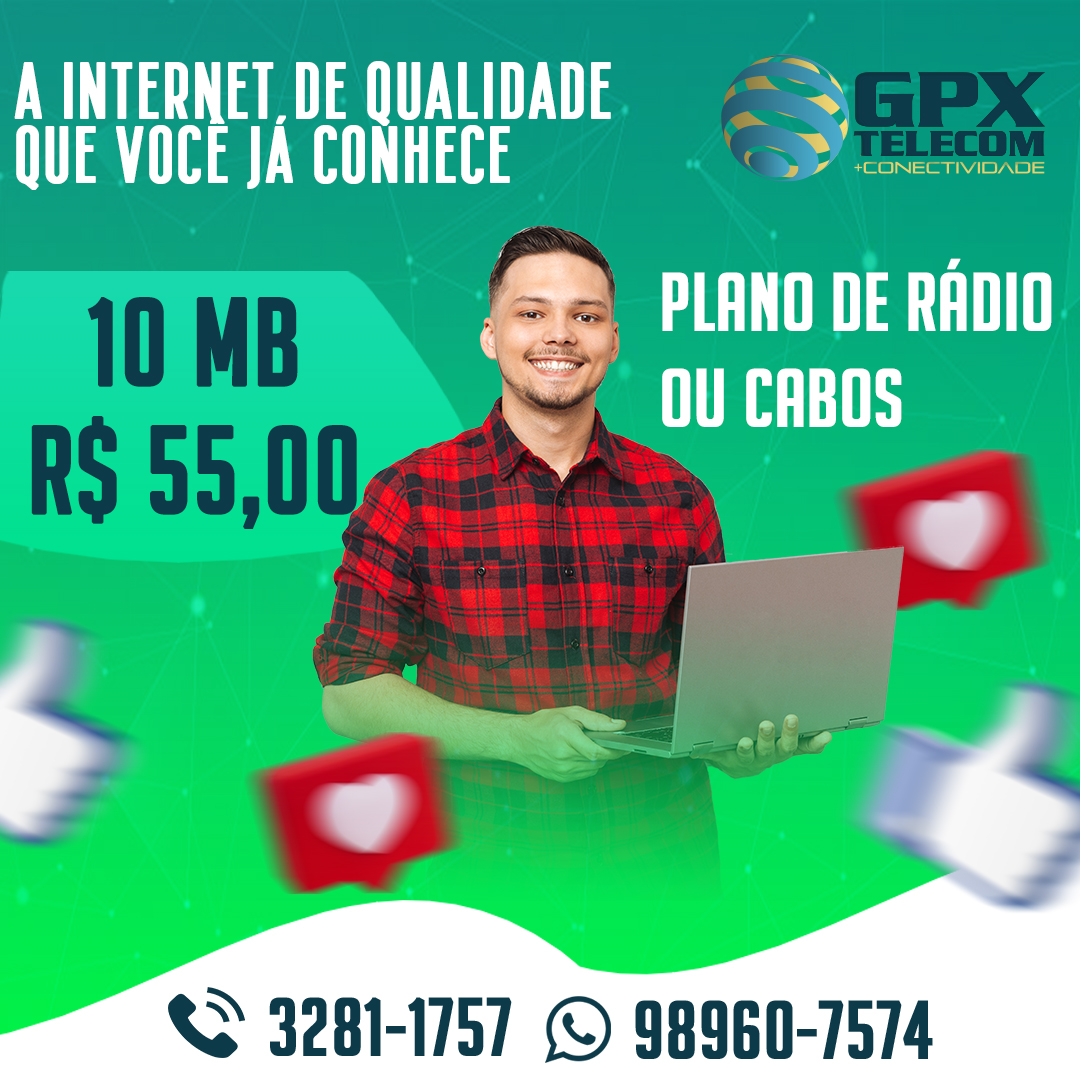 A INTERNET DE QUALIDADE
QUE VOCÊ JÁ CONHECE
GPX
TELECOM
+CONECTIVIDADE
10 MB
R$ 55,00
PLANO DE RÁDIO
OU CABOS
3281-1757
98960-7574